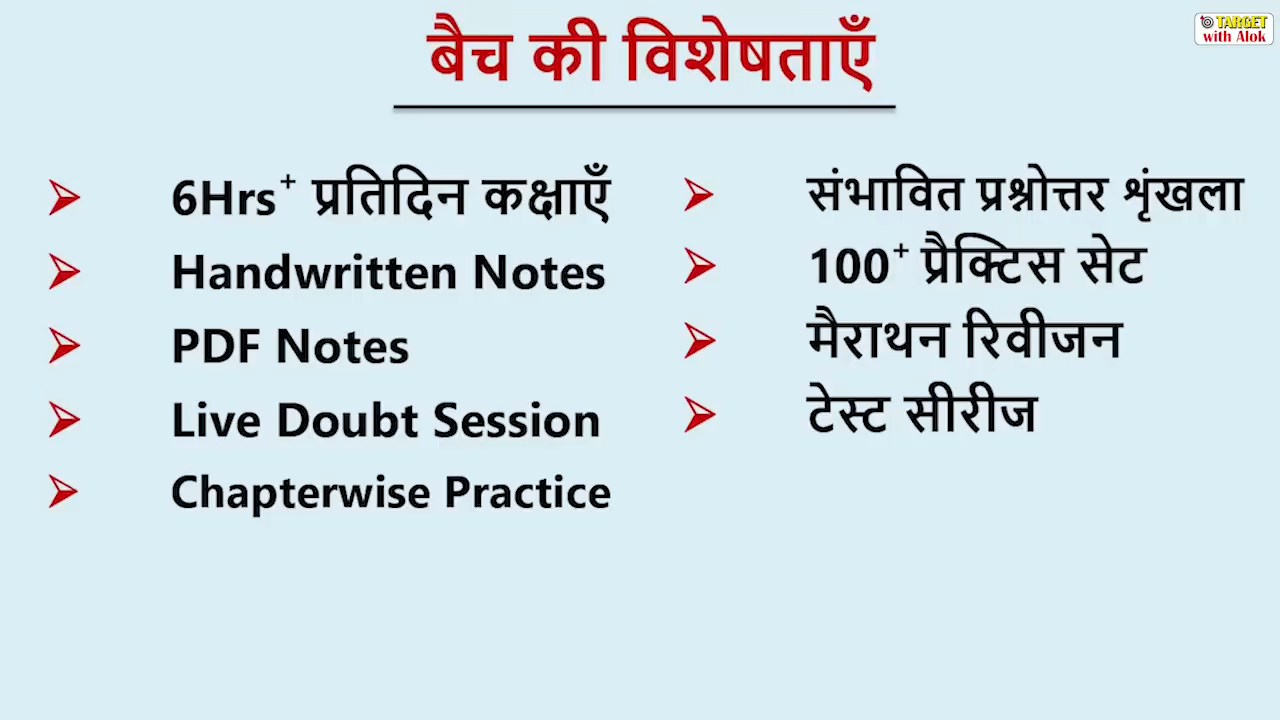 TARGET
with Alok
बैच की विशेषताएँ
6Hrs⁺ प्रतिदिन कक्षाएँ
Handwritten Notes
PDF Notes
Live Doubt Session
Chapterwise Practice
संभावित प्रश्नोत्तर शृंखला
100⁺ प्रैक्टिस सेट
मैराथन रिवीजन
टेस्ट सीरीज